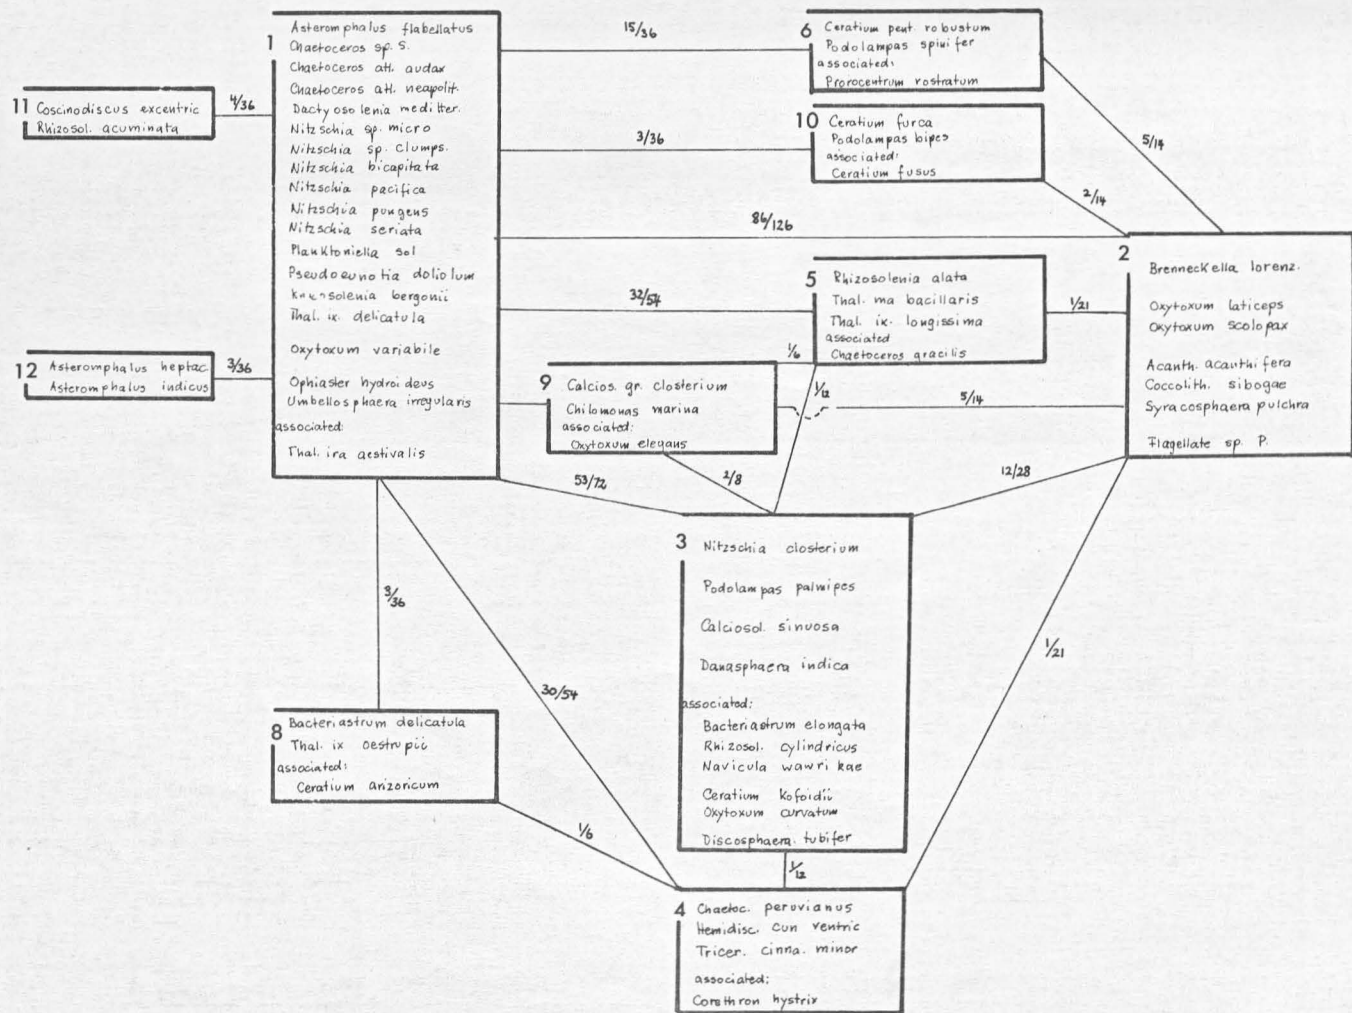 1
Asteromphalus flabellatus
Chaetoceros sp. S.
Chaetoceros atl. audax
Chaetoceros atl. neapolit.
Dactyosolenia mediter.
Nitzschia sp. micro
Nitzschia sp. clumps.
Nitzschia bicapitata
Nitzschia pacifica
Nitzschia pungens
Nitzschia seriata
Planktoniella sol
Pseudoeunotia doliolum
bergonii
Thal. ix. delicatula
Oxytoxum variabile
Ophiaster hydroideus
Umbellosphaera irregularis
associated:
Thal. ira aestivalis
11
Coscinodiscus excentric
Rhizosol. acuminata
4/36
12
Asteromphalus heptac.
Asteromphalus indicus
3/36
15/36
6
Ceratium pent. robustum
Podolampas spinifer
associated:
Prorocentrum rostratum
5/14
3/36
10
Ceratium furca
Podolampas bipes
associated:
Ceratium fusus
2/14
86/126
2
Brenneckella lorenz.
Oxytoxum laticeps
Oxytoxum scolopax
Acanth. acanthifera
Coccolith. sibogae
Syracosphaera pulchra
Flagellate sp. P.
32/54
5
Rhizosolenia alata
Thal. ma bacillaris
Thal. ix. longissima
associated
Chaetoceros gracilis
1/21
1/6
1/12
9
Calcios. gr. closterium
Chilomonas marina
associated:
Oxytoxum elegans
5/14
53/72
2/8
12/28
3
Nitzschia closterium
Podolampas palmipes
Calciosol. sinuosa
Danasphaera indica
associated:
Bacteriastrum elongata
Rhizosol. cylindricus
Navicula wawrikae
Ceratium kofoidii
Oxytoxum curvatum
Discosphaera. tubifer
3/36
30/54
1/21
8
Bacteriastrum delicatula
Thal. ix oestrupii
associated:
Ceratium arizoricum
1/6
1/12
4
Chaetoc. peruvianus
Hemidisc. cun ventric
Tricer. cinna. minor
associated:
Corethron hystrix